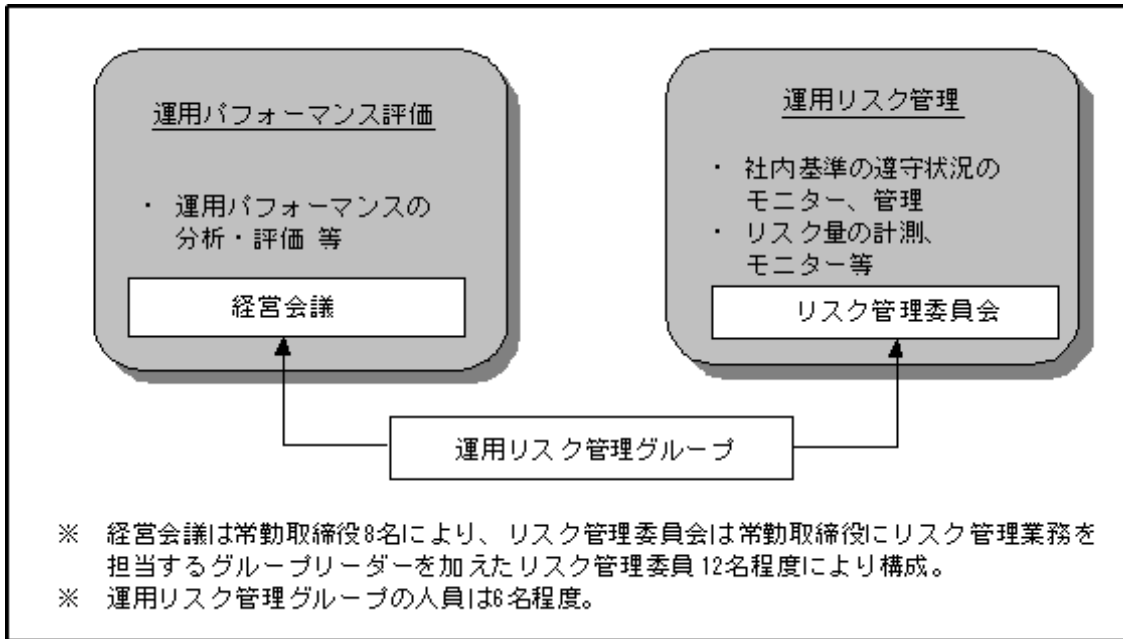 運用パフォーマンス評価
・ 運用パフォーマンスの
分析・評価 等
経営会議
運用リスク管理
・ 社内基準の遵守状況の
モニター、管理
・ リスク量の計測、
モニター等
リスク管理委員会
運用リスク管理グループ
※ 経営会議は常勤取締役8名により、リスク管理委員会は常勤取締役にリスク管理業務を
担当するグループリーダーを加えたリスク管理委員12名程度により構成。
※ 運用リスク管理グループの人員は6名程度。